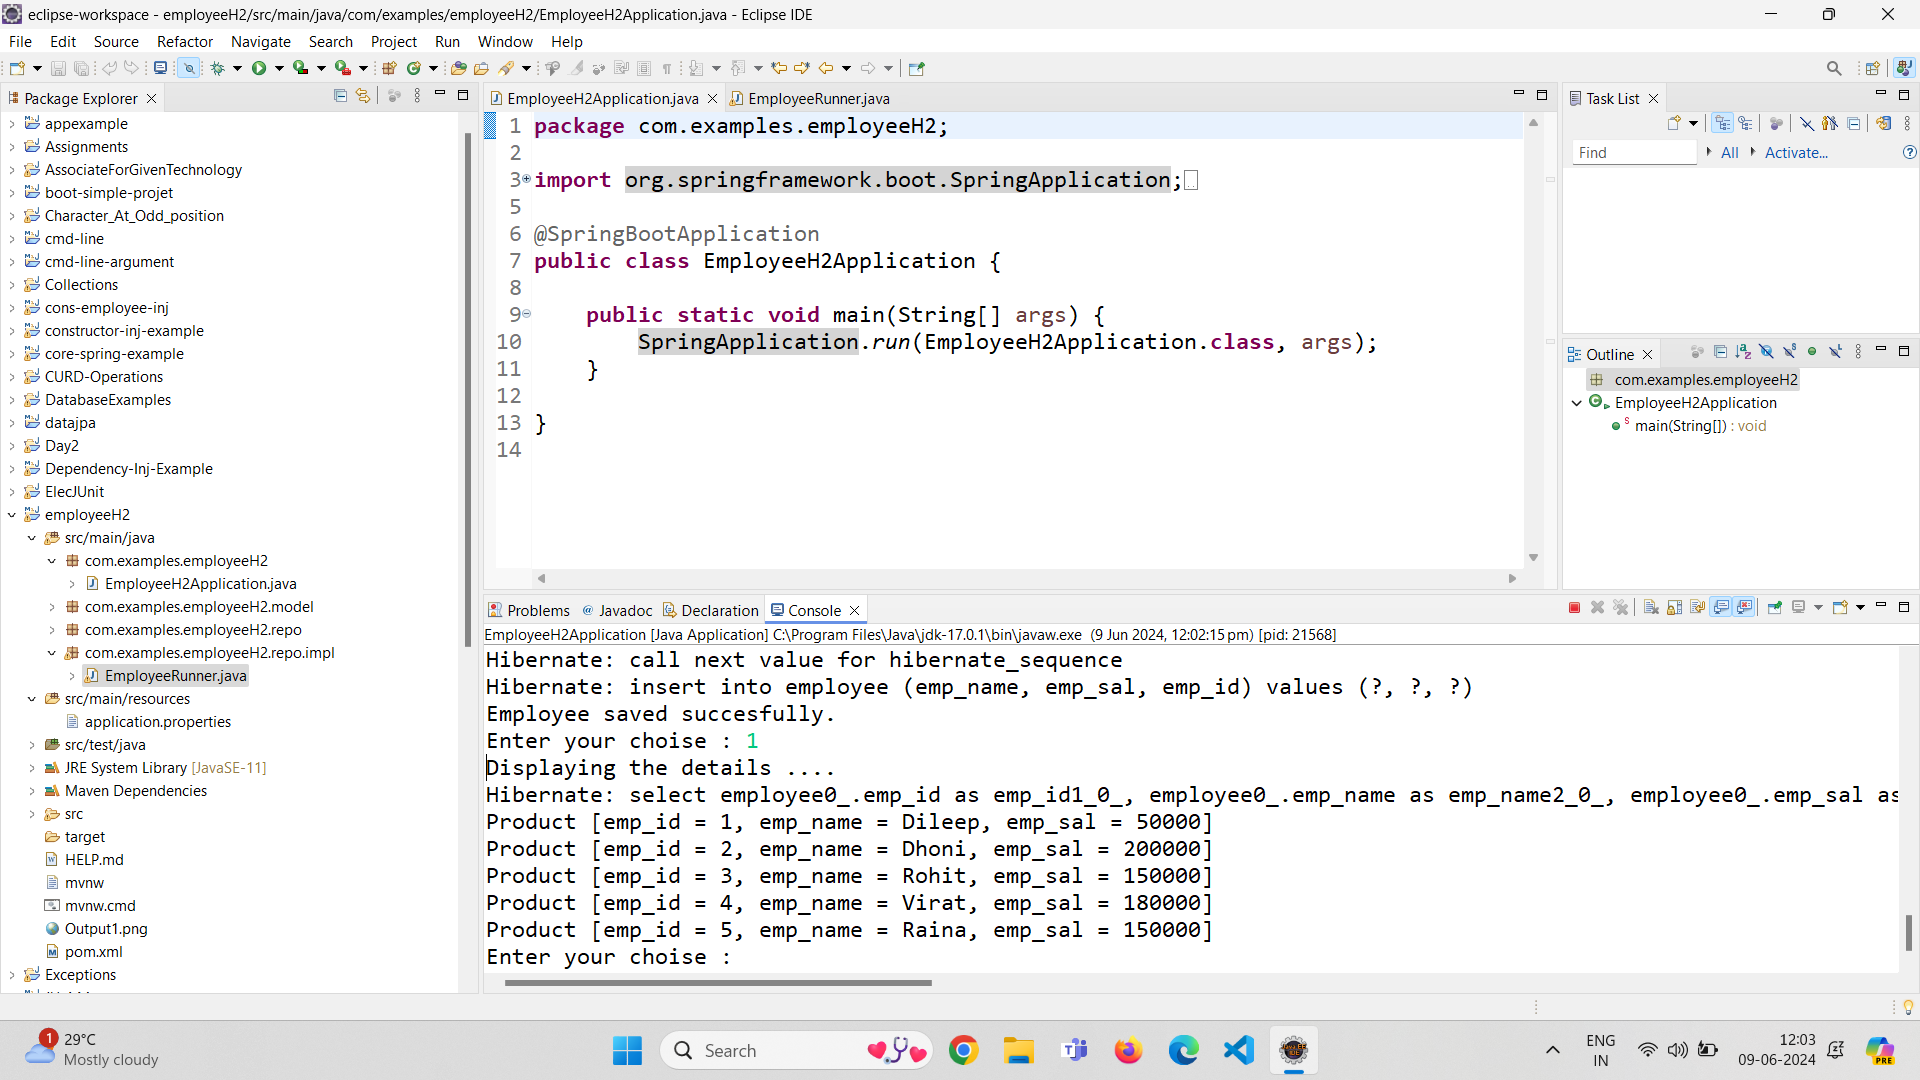 eclipse-workspace - employeeH2/src/main/java/com/examples/employeeH2/EmployeeH2Application.java - Eclipse IDE
File Edit Source Refactor Navigate Search Project Run Window Help
Package Explorer
appexample
Assignments
AssociateForGivenTechnology
boot-simple-projet
Character_At_Odd_position
cmd-line
cmd-line-argument
Collections
cons-employee-inj
constructor-inj-example
core-spring-example
CURD-Operations
DatabaseExamples
datajpa
Day2
Dependency-Inj-Example
ElecJUnit
employeeH2
src/main/java
com.examples.employeeH2
EmployeeH2Application.java
com.examples.employeeH2.model
com.examples.employeeH2.repo
com.examples.employeeH2.repo.impl
EmployeeRunner.java
src/main/resources
application.properties
src/test/java
JRE System Library [JavaSE-11]
Maven Dependencies
src
target
HELP.md
mvnw
mvnw.cmd
Output1.png
pom.xml
Exceptions
EmployeeH2Application.java EmployeeRunner.java
1 package com.examples.employeeH2;
2
3 import org.springframework.boot.SpringApplication;
5
6 @SpringBootApplication
7 public class EmployeeH2Application {
8
9 public static void main(String[] args) {
10 SpringApplication.run(EmployeeH2Application.class, args);
11 }
12
13 }
14
Task List
Find All Activate...
Outline
com.examples.employeeH2
EmployeeH2Application
main(String[]) : void
Problems Javadoc Declaration Console
EmployeeH2Application [Java Application] C:\Program Files\Java\jdk-17.0.1\bin\javaw.exe (9 Jun 2024, 12:02:15 pm) [pid: 21568]
Hibernate: call next value for hibernate_sequence
Hibernate: insert into employee (emp_name, emp_sal, emp_id) values (?, ?, ?)
Employee saved succesfully.
Enter your choise : 1
Displaying the details ....
Hibernate: select employee0_.emp_id as emp_id1_0_, employee0_.emp_name as emp_name2_0_, employee0_.emp_sal as
Product [emp_id = 1, emp_name = Dileep, emp_sal = 50000]
Product [emp_id = 2, emp_name = Dhoni, emp_sal = 200000]
Product [emp_id = 3, emp_name = Rohit, emp_sal = 150000]
Product [emp_id = 4, emp_name = Virat, emp_sal = 180000]
Product [emp_id = 5, emp_name = Raina, emp_sal = 150000]
Enter your choise :
1
29°C
Mostly cloudy
Search
ENG
IN
12:03
09-06-2024
PRE